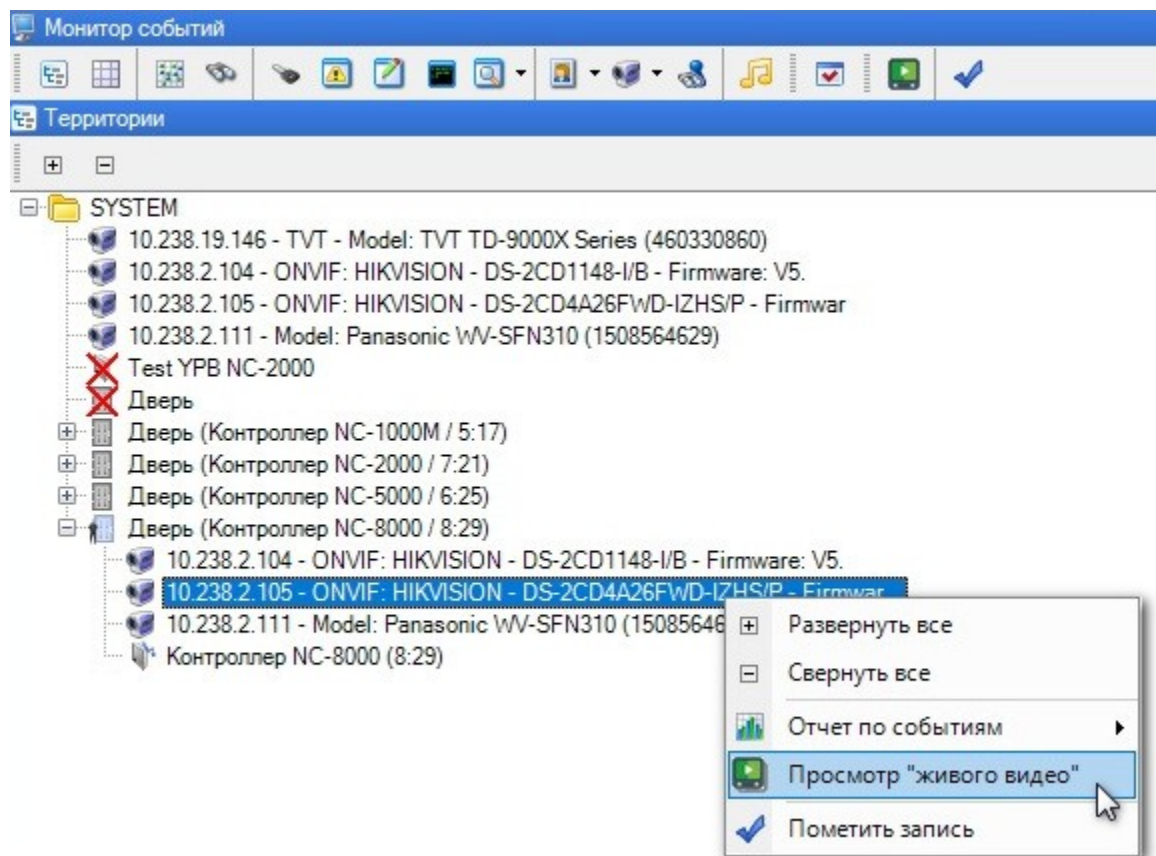 Монитор событий
Территории
SYSTEM
10.238.19.146 - TVT - Model: TVT TD-9000X Series (460330860)
10.238.2.104 - ONVIF: HIKVISION - DS-2CD1148-I/B - Firmware: V5.
10.238.2.105 - ONVIF: HIKVISION - DS-2CD4A26FWD-IZHS/P - Firmwar
10.238.2.111 - Model: Panasonic WV-SFN310 (1508564629)
Test YPB NC-2000
Дверь
Дверь (Контроллер NC-1000M / 5:17)
Дверь (Контроллер NC-2000 / 7:21)
Дверь (Контроллер NC-5000 / 6:25)
Дверь (Контроллер NC-8000 / 8:29)
10.238.2.104 - ONVIF: HIKVISION - DS-2CD1148-I/B - Firmware: V5.
10.238.2.105 - ONVIF: HIKVISION - DS-2CD4A26FWD-IZHS/P - Firmwar
10.238.2.111 - Model: Panasonic WV-SFN310 (15085646
Контроллер NC-8000 (8:29)
Развернуть все
Свернуть все
Отчет по событиям
Просмотр "живого видео"
Пометить запись